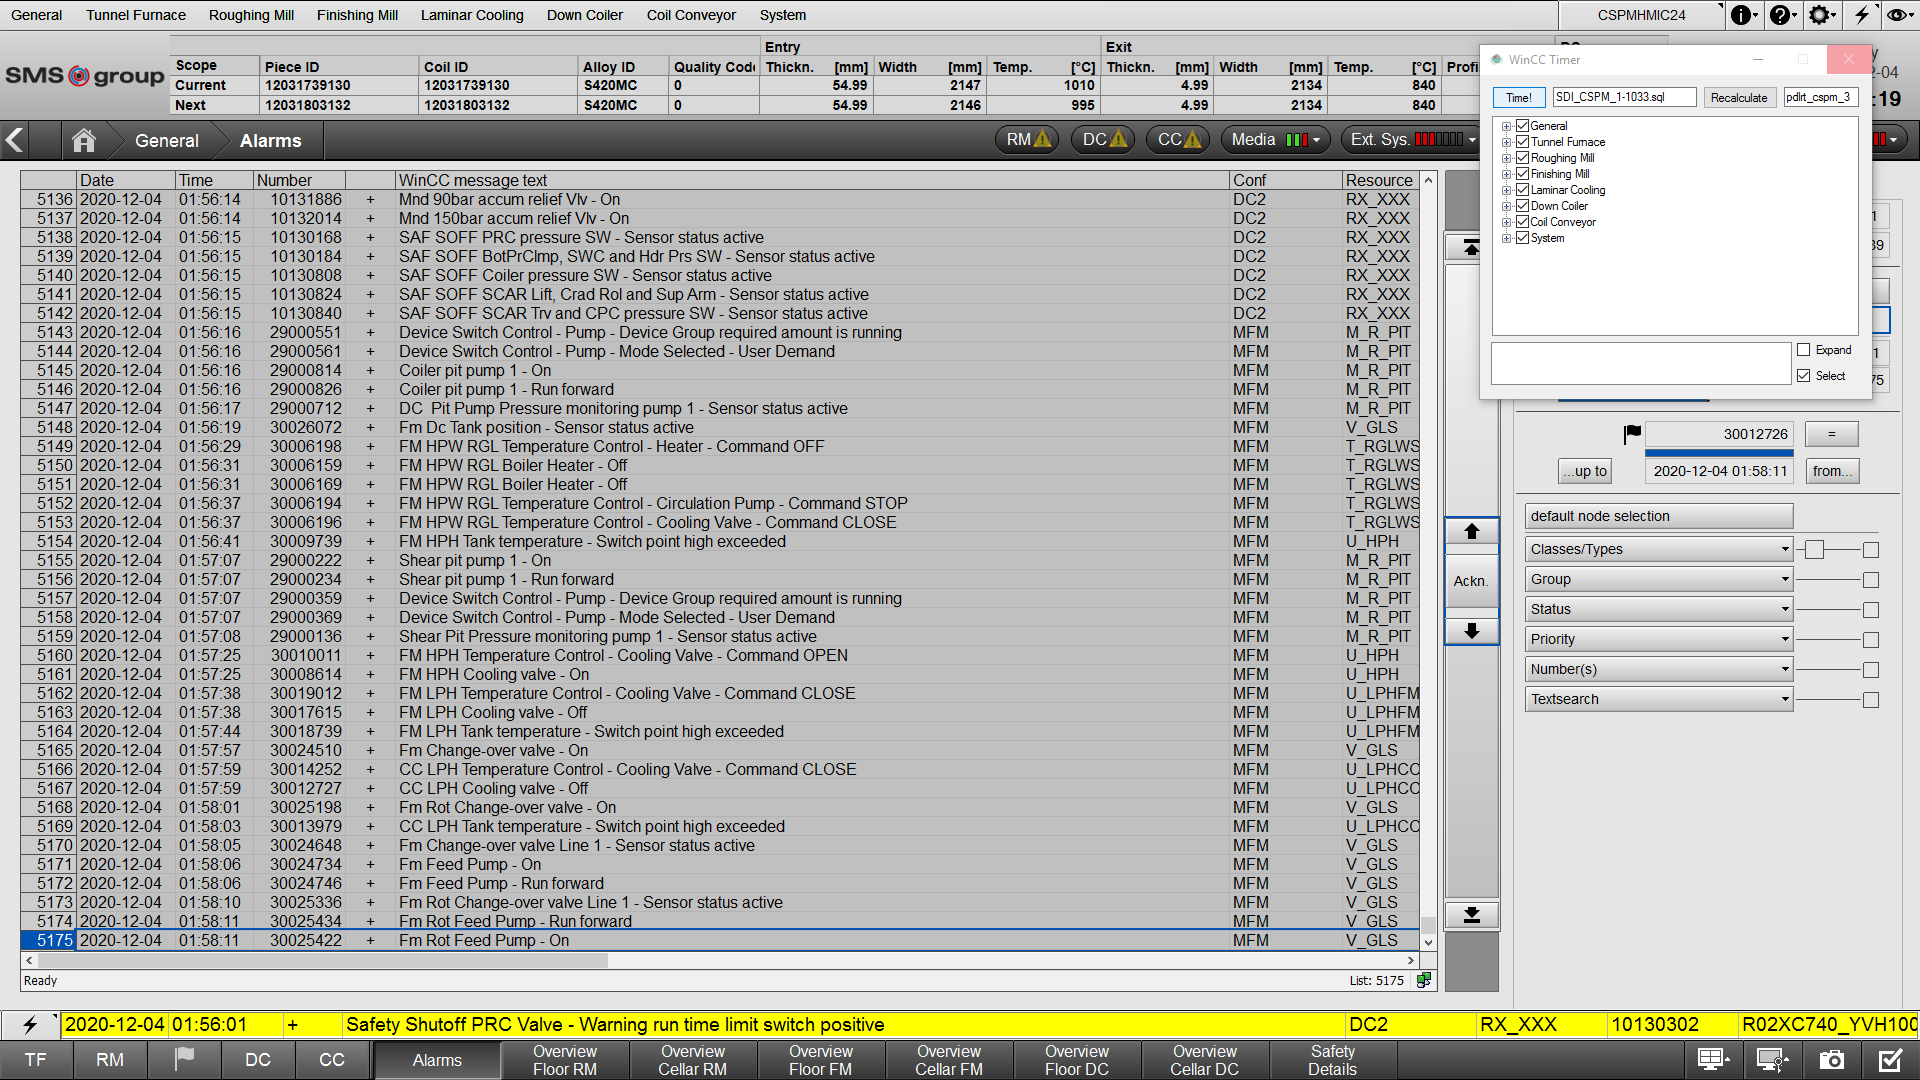 General Tunnel Furnace Roughing Mill Finishing Mill Laminar Cooling Down Coiler Coil Conveyor System CSPMHMIC24
SMS group
Entry Exit
Scope Piece ID Coil ID Alloy ID Quality Thickn. [mm] Width [mm] Temp. [°C] Thickn. [mm] Width [mm] Temp. [°C]
Current 12031739130 12031739130 S420MC 0 54.99 2147 1010 4.99 2134 840
Next 12031803132 12031803132 S420MC 0 54.99 2146 995 4.99 2134 840
General Alarms RM DC CC Media Ext. Sys.
WinCC Timer
Time! SDI_CSPM_1-1033.sql Recalculate pdlrt_cspm_3
General
Tunnel Furnace
Roughing Mill
Finishing Mill
Laminar Cooling
Down Coiler
Coil Conveyor
System
Expand
Select
Date Time Number WinCC message text Conf Resource
5136 2020-12-04 01:56:14 10131886 + Mnd 90bar accum relief Vlv - On DC2 RX_XXX
5137 2020-12-04 01:56:14 10132014 + Mnd 150bar accum relief Vlv - On DC2 RX_XXX
5138 2020-12-04 01:56:15 10130168 + SAF SOFF PRC pressure SW - Sensor status active DC2 RX_XXX
5139 2020-12-04 01:56:15 10130184 + SAF SOFF BotPrClmp, SWC and Hdr Prs SW - Sensor status active DC2 RX_XXX
5140 2020-12-04 01:56:15 10130808 + SAF SOFF Coiler pressure SW - Sensor status active DC2 RX_XXX
5141 2020-12-04 01:56:15 10130824 + SAF SOFF SCAR Lift, Crad Rol and Sup Arm - Sensor status active DC2 RX_XXX
5142 2020-12-04 01:56:15 10130840 + SAF SOFF SCAR Trv and CPC pressure SW - Sensor status active DC2 RX_XXX
5143 2020-12-04 01:56:16 29000551 + Device Switch Control - Pump - Device Group required amount is running MFM M_R_PIT
5144 2020-12-04 01:56:16 29000561 + Device Switch Control - Pump - Mode Selected - User Demand MFM M_R_PIT
5145 2020-12-04 01:56:16 29000814 + Coiler pit pump 1 - On MFM M_R_PIT
5146 2020-12-04 01:56:16 29000826 + Coiler pit pump 1 - Run forward MFM M_R_PIT
5147 2020-12-04 01:56:17 29000712 + DC Pit Pump Pressure monitoring pump 1 - Sensor status active MFM M_R_PIT
5148 2020-12-04 01:56:19 30026072 + Fm Dc Tank position - Sensor status active MFM V_GLS
5149 2020-12-04 01:56:29 30006198 + FM HPW RGL Temperature Control - Heater - Command OFF MFM T_RGLWS
5150 2020-12-04 01:56:31 30006159 + FM HPW RGL Boiler Heater - Off MFM T_RGLWS
5151 2020-12-04 01:56:31 30006169 + FM HPW RGL Boiler Heater - Off MFM T_RGLWS
5152 2020-12-04 01:56:37 30006194 + FM HPW RGL Temperature Control - Circulation Pump - Command STOP MFM T_RGLWS
5153 2020-12-04 01:56:37 30006196 + FM HPW RGL Temperature Control - Cooling Valve - Command CLOSE MFM T_RGLWS
5154 2020-12-04 01:56:41 30009739 + FM HPH Tank temperature - Switch point high exceeded MFM U_HPH
5155 2020-12-04 01:57:07 29000222 + Shear pit pump 1 - On MFM M_R_PIT
5156 2020-12-04 01:57:07 29000234 + Shear pit pump 1 - Run forward MFM M_R_PIT
5157 2020-12-04 01:57:07 29000359 + Device Switch Control - Pump - Device Group required amount is running MFM M_R_PIT
5158 2020-12-04 01:57:07 29000369 + Device Switch Control - Pump - Mode Selected - User Demand MFM M_R_PIT
5159 2020-12-04 01:57:08 29000136 + Shear Pit Pressure monitoring pump 1 - Sensor status active MFM M_R_PIT
5160 2020-12-04 01:57:25 30010011 + FM HPH Temperature Control - Cooling Valve - Command OPEN MFM U_HPH
5161 2020-12-04 01:57:25 30008614 + FM HPH Cooling valve - On MFM U_HPH
5162 2020-12-04 01:57:38 30019012 + FM LPH Temperature Control - Cooling Valve - Command CLOSE MFM U_LPHFM
5163 2020-12-04 01:57:38 30017615 + FM LPH Cooling valve - Off MFM U_LPHFM
5164 2020-12-04 01:57:44 30018739 + FM LPH Tank temperature - Switch point high exceeded MFM U_LPHFM
5165 2020-12-04 01:57:57 30024510 + Fm Change-over valve - On MFM V_GLS
5166 2020-12-04 01:57:59 30014252 + CC LPH Temperature Control - Cooling Valve - Command CLOSE MFM U_LPHCC
5167 2020-12-04 01:57:59 30012727 + CC LPH Cooling valve - Off MFM U_LPHCC
5168 2020-12-04 01:58:01 30025198 + Fm Rot Change-over valve - On MFM V_GLS
5169 2020-12-04 01:58:03 30013979 + CC LPH Tank temperature - Switch point high exceeded MFM U_LPHCC
5170 2020-12-04 01:58:05 30024648 + Fm Change-over valve Line 1 - Sensor status active MFM V_GLS
5171 2020-12-04 01:58:06 30024734 + Fm Feed Pump - On MFM V_GLS
5172 2020-12-04 01:58:06 30024746 + Fm Feed Pump - Run forward MFM V_GLS
5173 2020-12-04 01:58:10 30025336 + Fm Rot Change-over valve Line 1 - Sensor status active MFM V_GLS
5174 2020-12-04 01:58:11 30025434 + Fm Rot Feed Pump - Run forward MFM V_GLS
5175 2020-12-04 01:58:11 30025422 + Fm Rot Feed Pump - On MFM V_GLS
Ready List: 5175
Ackn.
30012726 =
...up to 2020-12-04 01:58:11 from...
default node selection
Classes/Types
Group
Status
Priority
Number(s)
Textsearch
2020-12-04 01:56:01 + Safety Shutoff PRC Valve - Warning run time limit switch positive DC2 RX_XXX 10130302 R02XC740_YVH100
TF RM DC CC Alarms Overview Floor RM Overview Cellar RM Overview Floor FM Overview Cellar FM Overview Floor DC Overview Cellar DC Safety Details